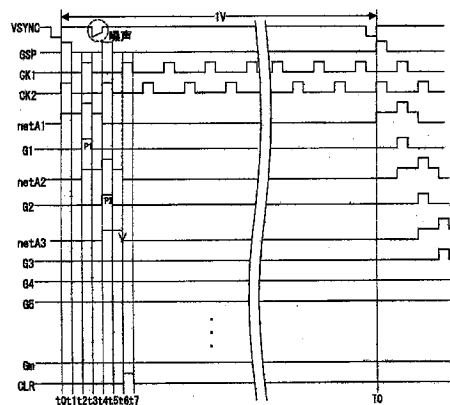 1V
VSYNC
噪声
GSP
CK1
CK2
netA1
G1
P1
netA2
G2
P2
netA3
G3
G4
G5
Gm
CLR
t0t1t2t3t4t5t6t7
T0